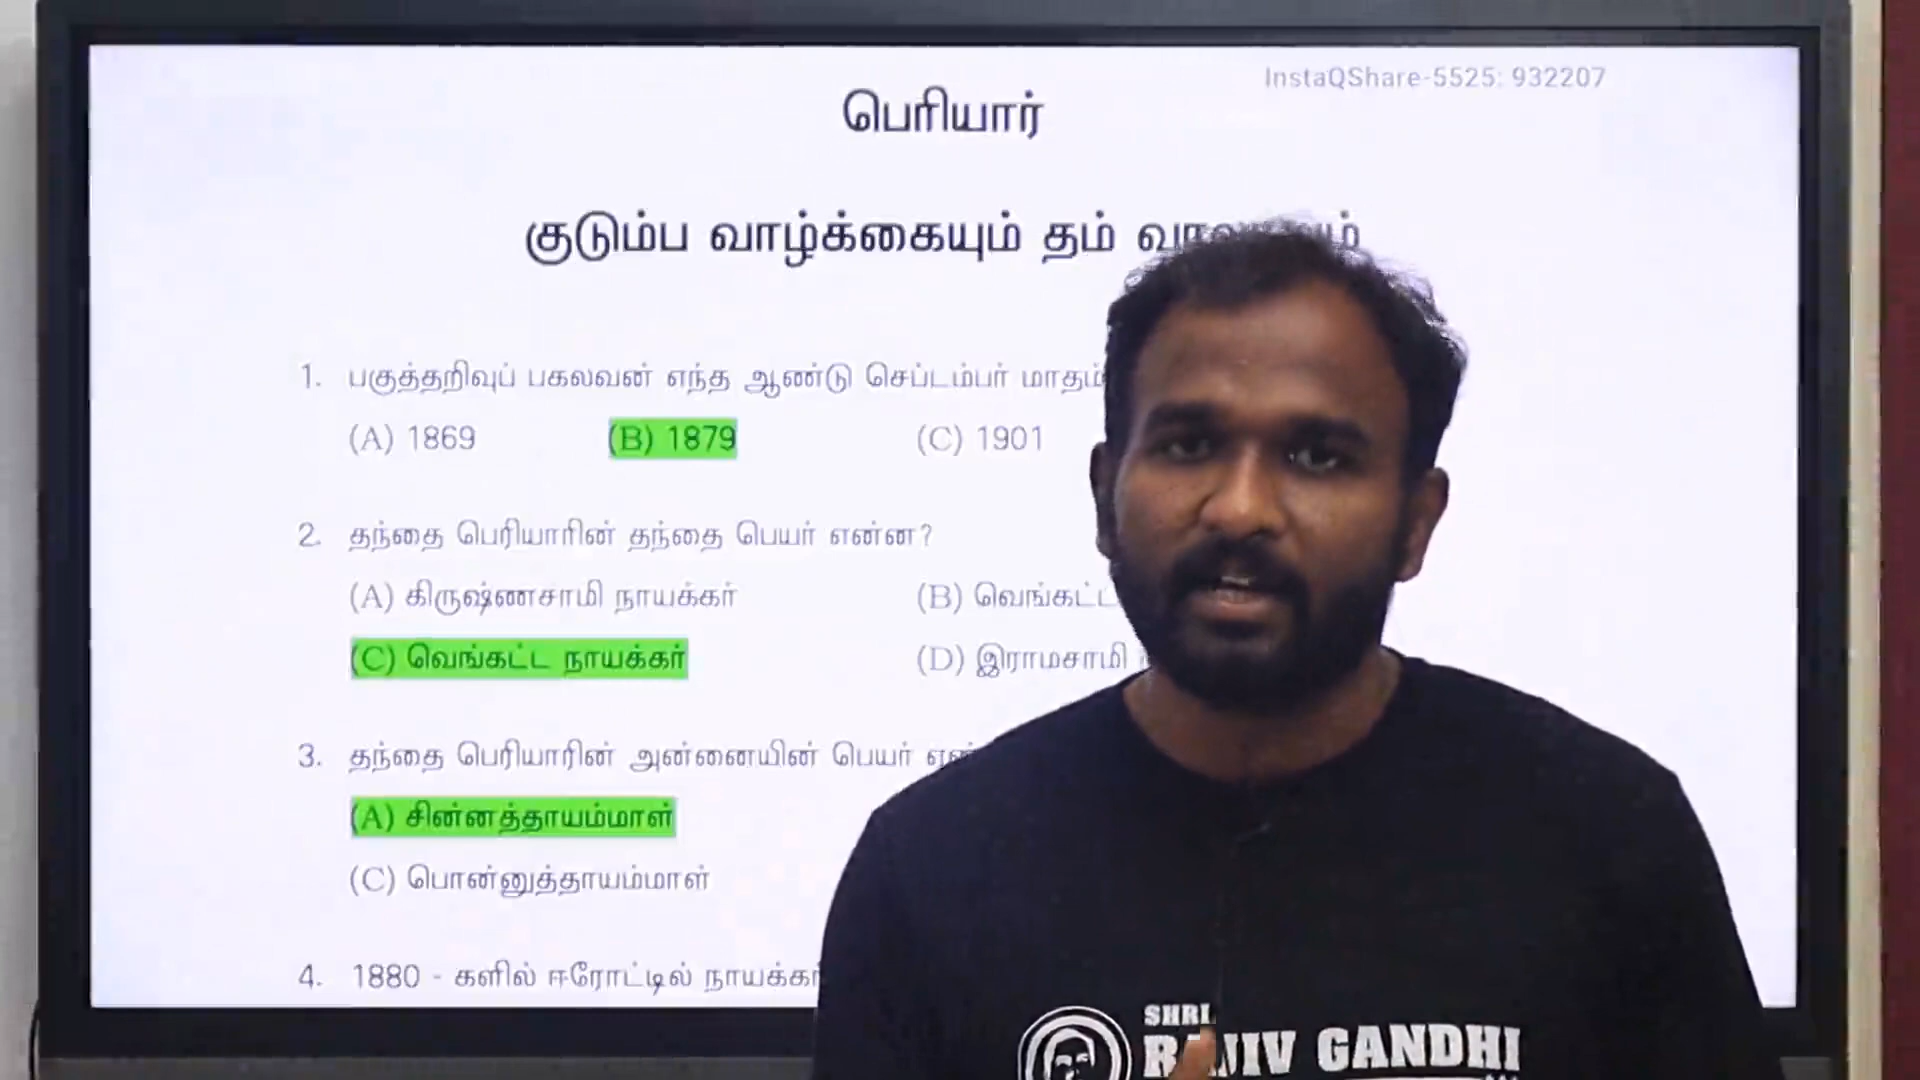 InstaQShare-5525: 932207
பெரியார்
குடும்ப வாழ்க்கையும் தம்
1. பகுத்தறிவுப் பகலவன் எந்த ஆண்டு செப்டம்பர் மாதம்
(A) 1869 (B) 1879 (C) 1901
2. தந்தை பெரியாரின் தந்தை பெயர் என்ன?
(A) கிருஷ்ணசாமி நாயக்கர் (B)
(C) வெங்கட்ட நாயக்கர் (D) இராமசாமி
3. தந்தை பெரியாரின் அன்னையின் பெயர்
(A) சின்னத்தாயம்மாள்
(C) பொன்னுத்தாயம்மாள்
4. 1880 - களில் ஈரோட்டில்
SHRI
RAJIV GANDHI